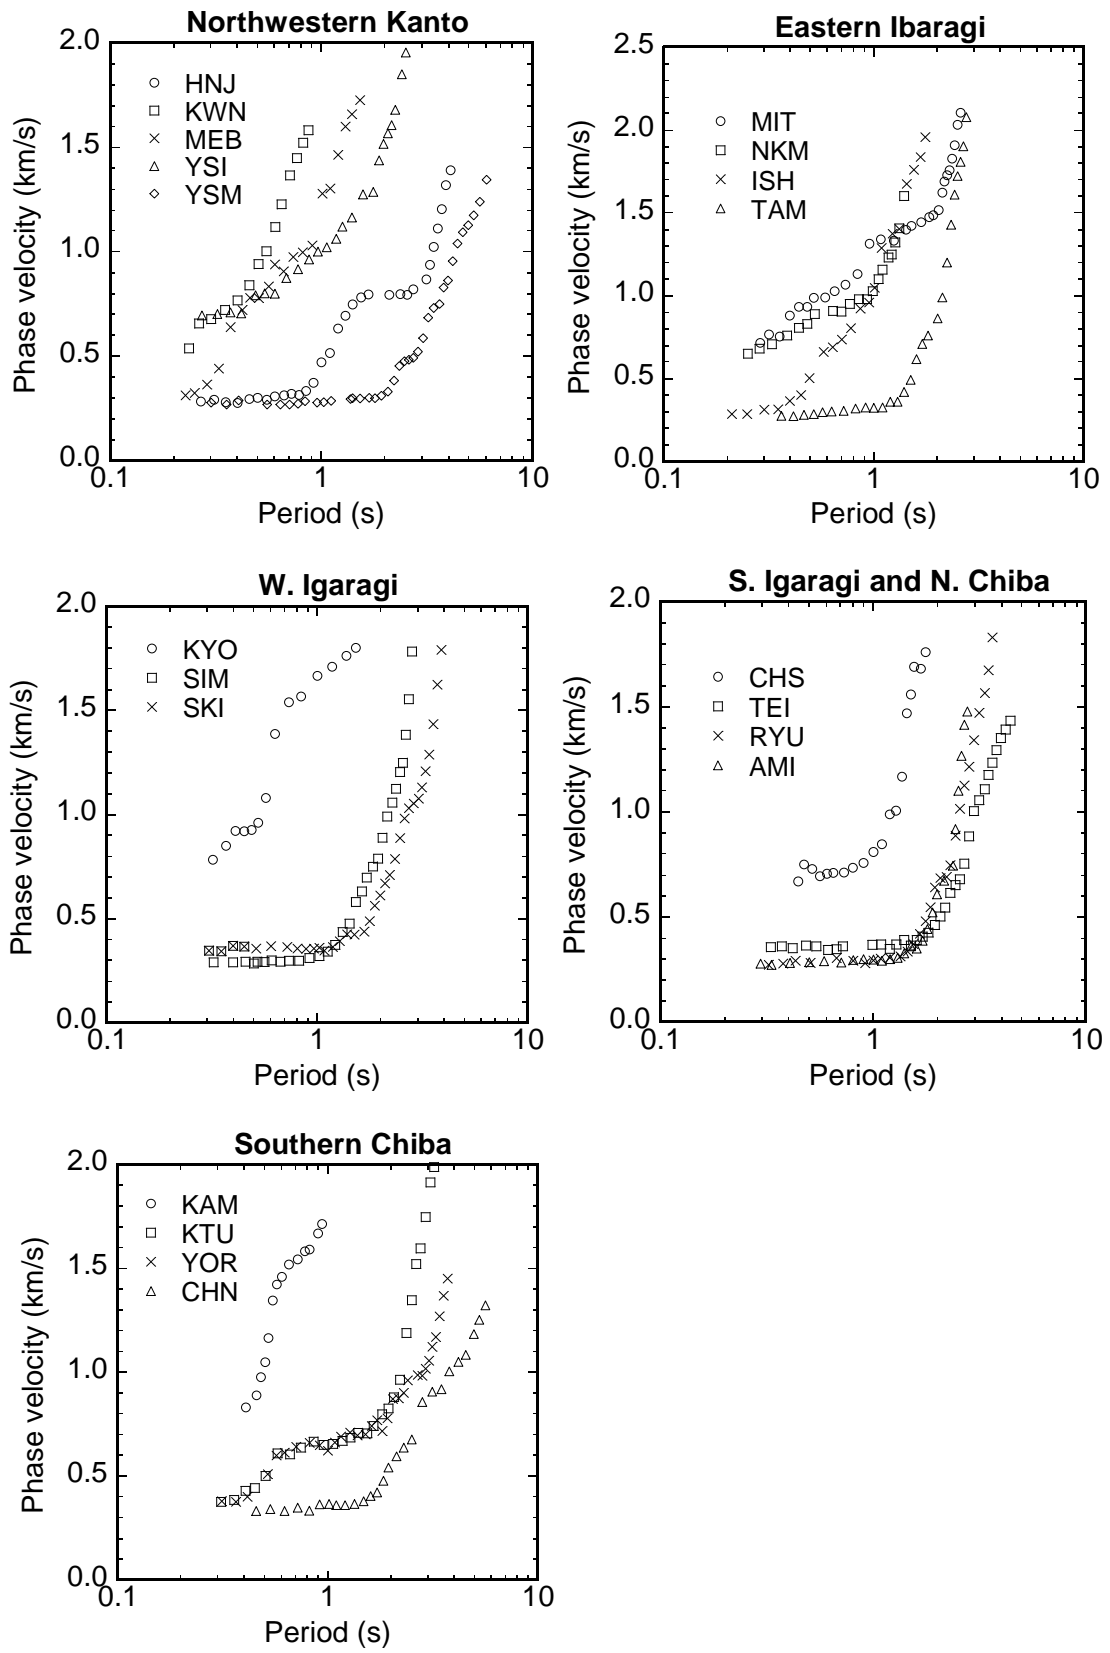 Northwestern Kanto
2.0
HNJ
KWN
MEB
YSI
YSM
1.5
1.0
0.5
0.0
Phase velocity (km/s)
0.1 1 10
Period (s)
Eastern Ibaragi
2.5
MIT
NKM
ISH
TAM
2.0
1.5
1.0
0.5
0.0
Phase velocity (km/s)
0.1 1 10
Period (s)
W. Igaragi
2.0
KYO
SIM
SKI
1.5
1.0
0.5
0.0
Phase velocity (km/s)
0.1 1 10
Period (s)
S. Igaragi and N. Chiba
2.0
CHS
TEI
RYU
AMI
1.5
1.0
0.5
0.0
Phase velocity (km/s)
0.1 1 10
Period (s)
Southern Chiba
2.0
KAM
KTU
YOR
CHN
1.5
1.0
0.5
0.0
Phase velocity (km/s)
0.1 1 10
Period (s)